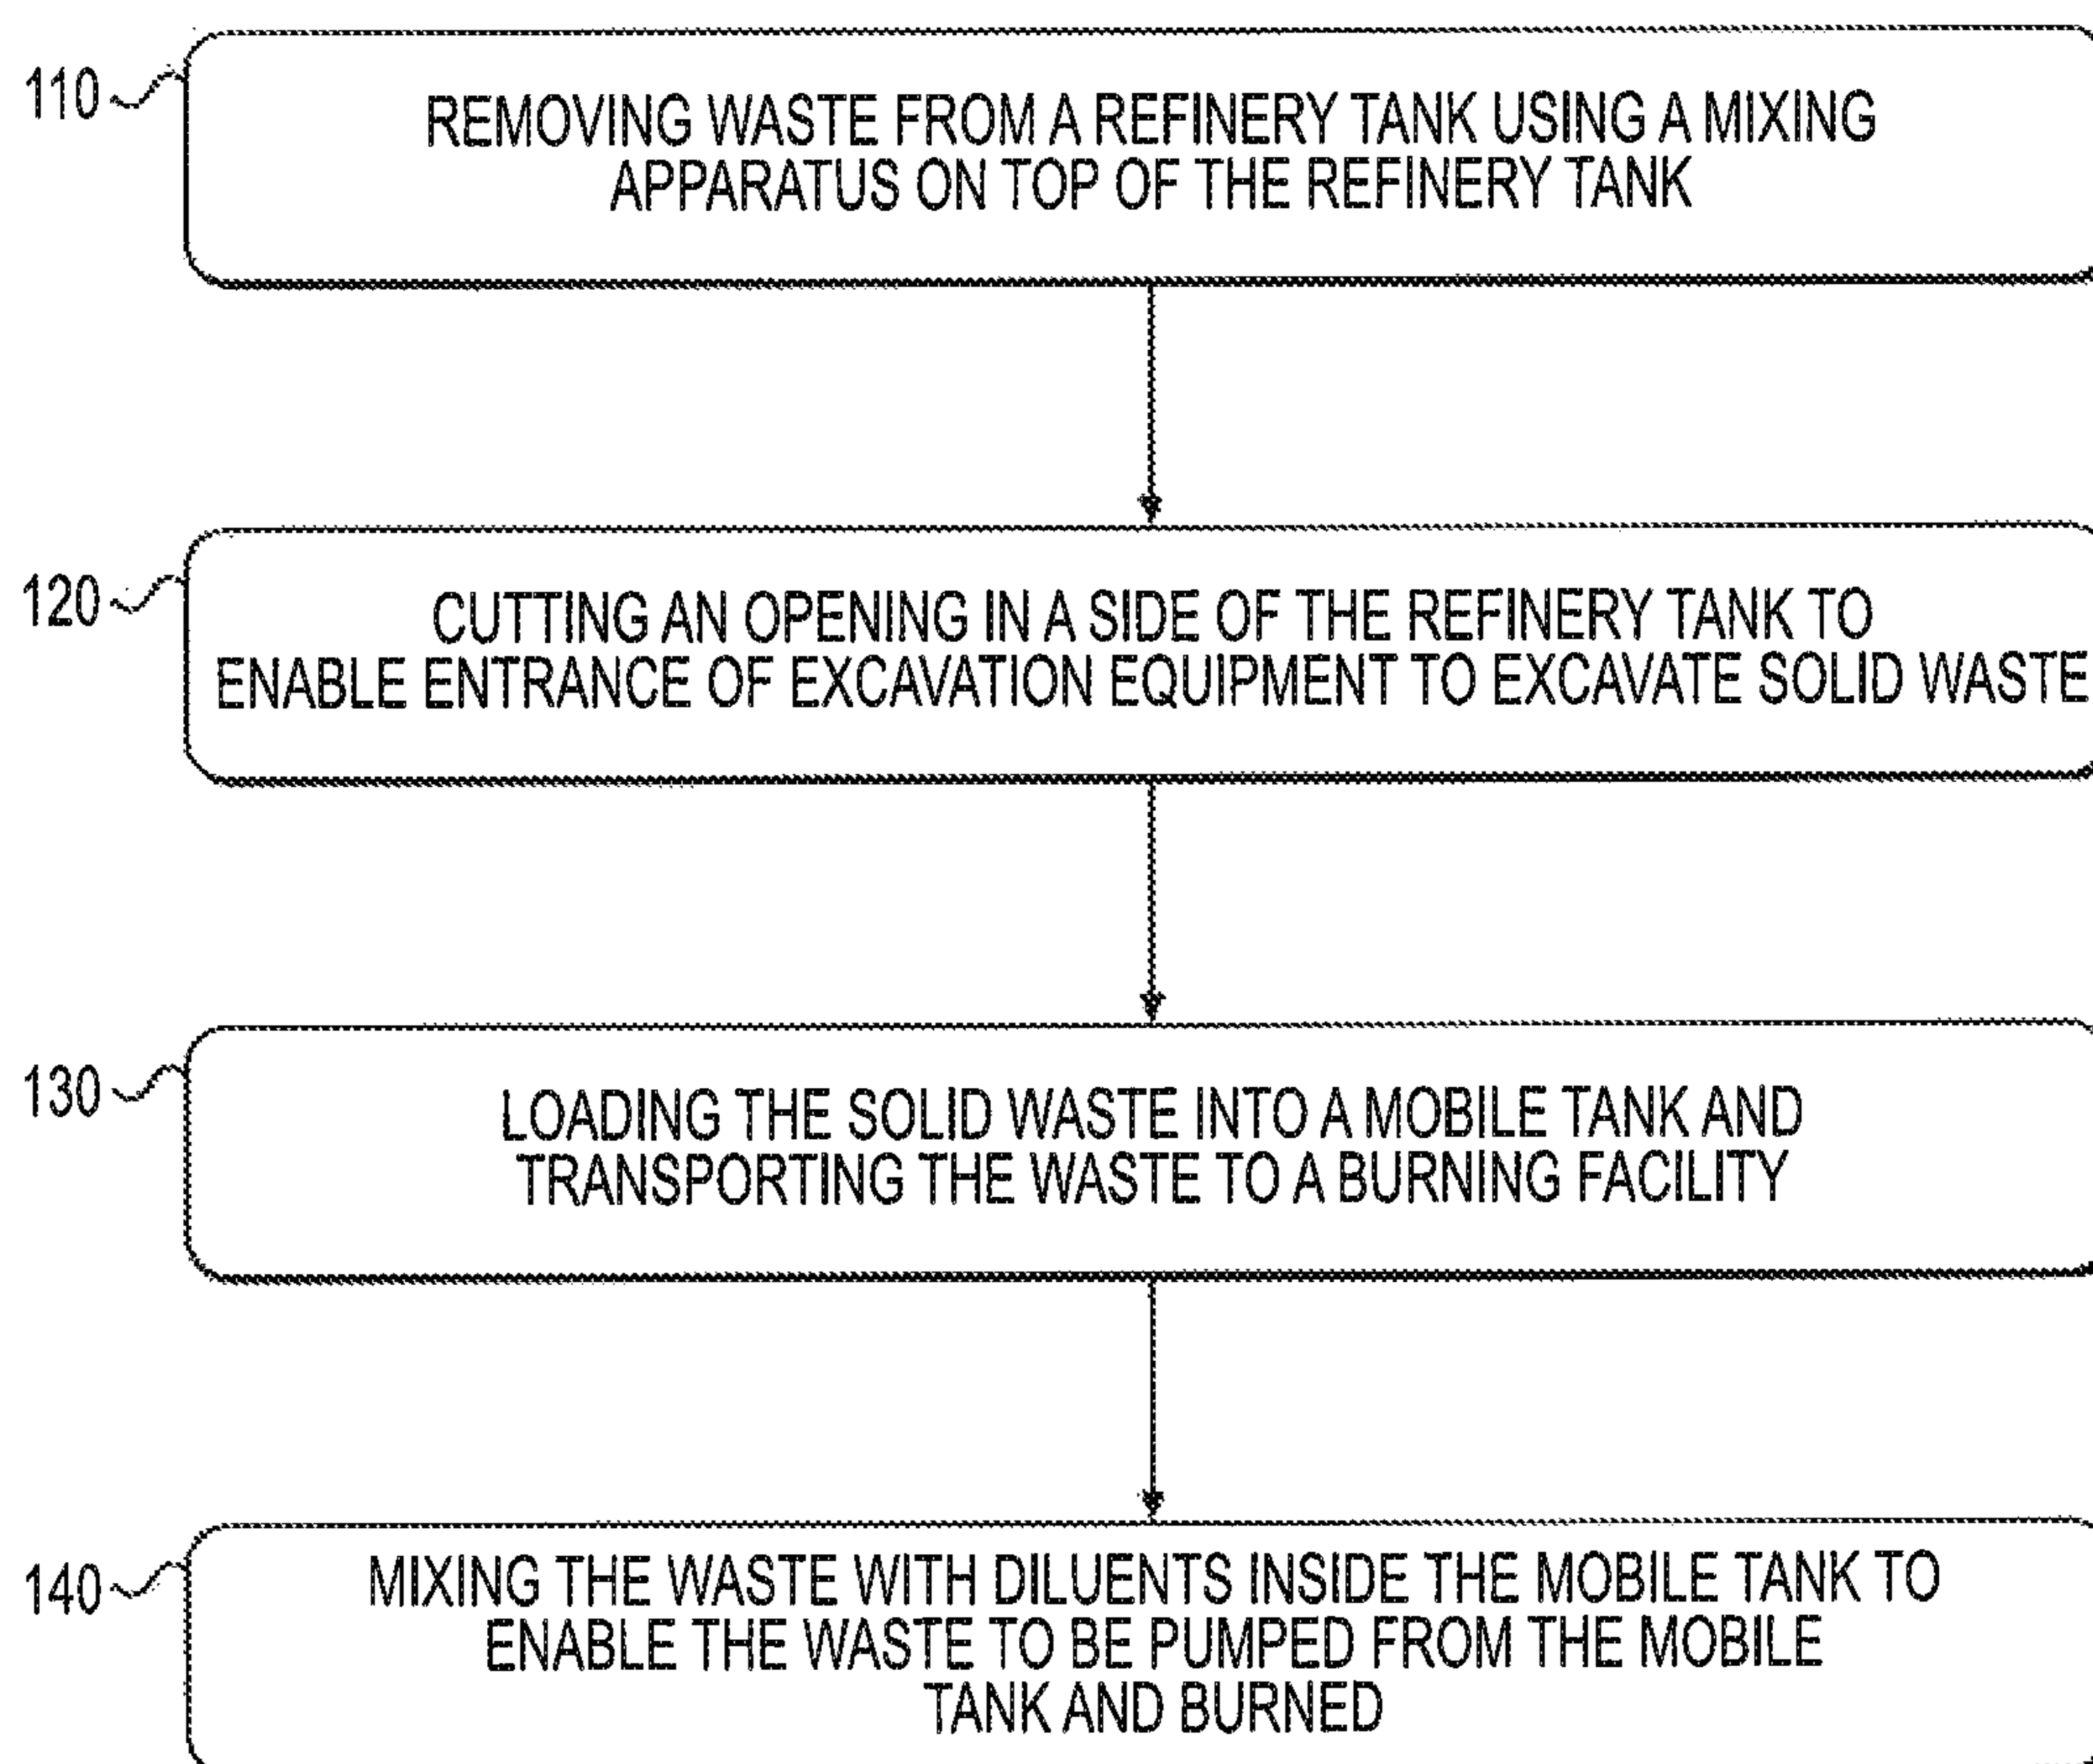 110
REMOVING WASTE FROM A REFINERY TANK USING A MIXING
APPARATUS ON TOP OF THE REFINERY TANK
120
CUTTING AN OPENING IN A SIDE OF THE REFINERY TANK TO
ENABLE ENTRANCE OF EXCAVATION EQUIPMENT TO EXCAVATE SOLID WASTE
130
LOADING THE SOLID WASTE INTO A MOBILE TANK AND
TRANSPORTING THE WASTE TO A BURNING FACILITY
140
MIXING THE WASTE WITH DILUENTS INSIDE THE MOBILE TANK TO
ENABLE THE WASTE TO BE PUMPED FROM THE MOBILE
TANK AND BURNED